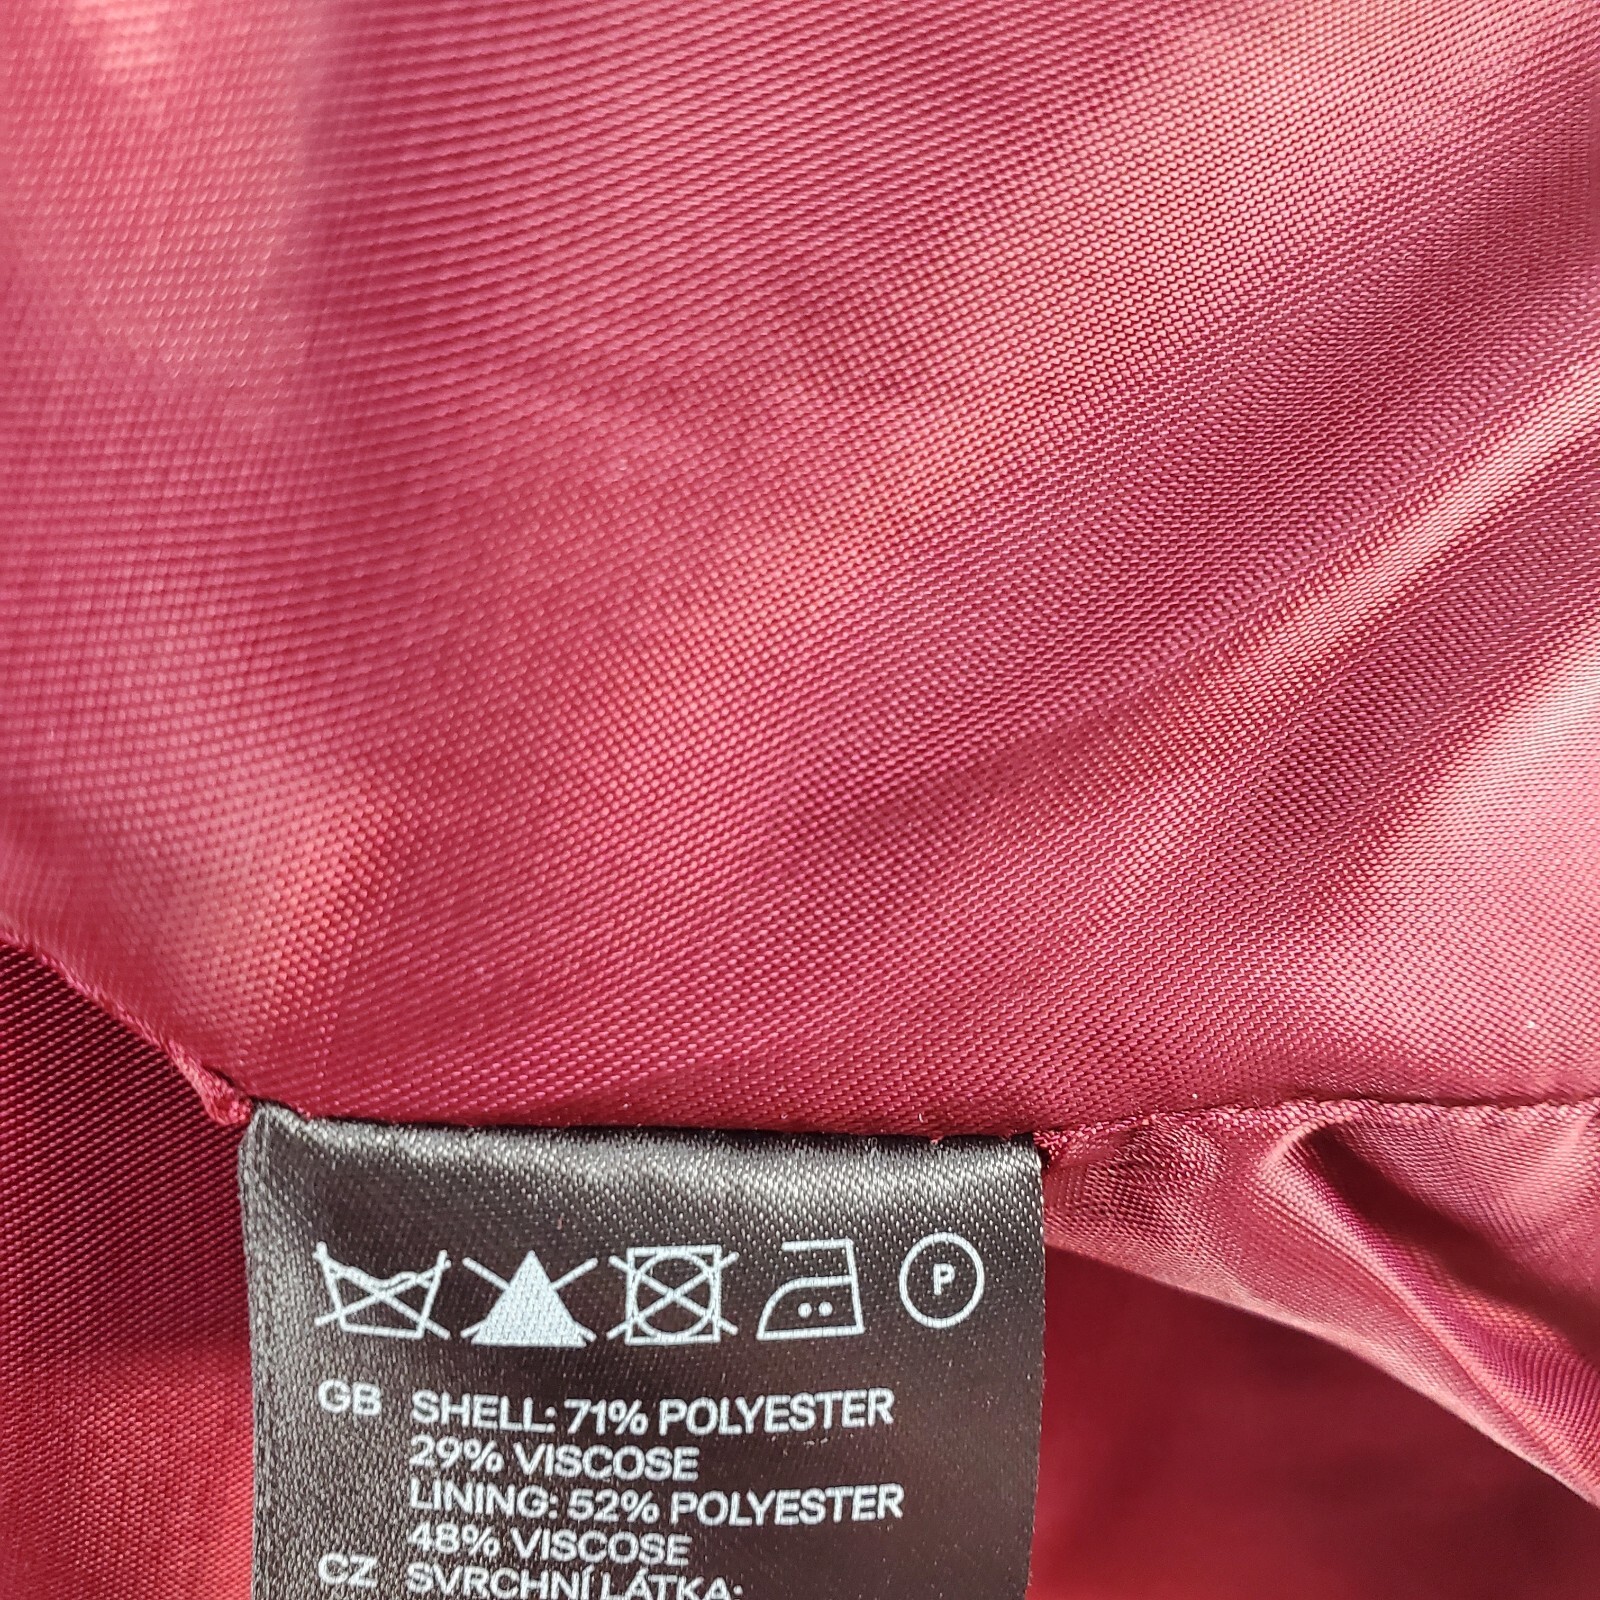 P
GB SHELL: 71% POLYESTER
29% VISCOSE
LINING: 52% POLYESTER
48% VISCOSE
CZ SVRCHNÍ LÁTKA: